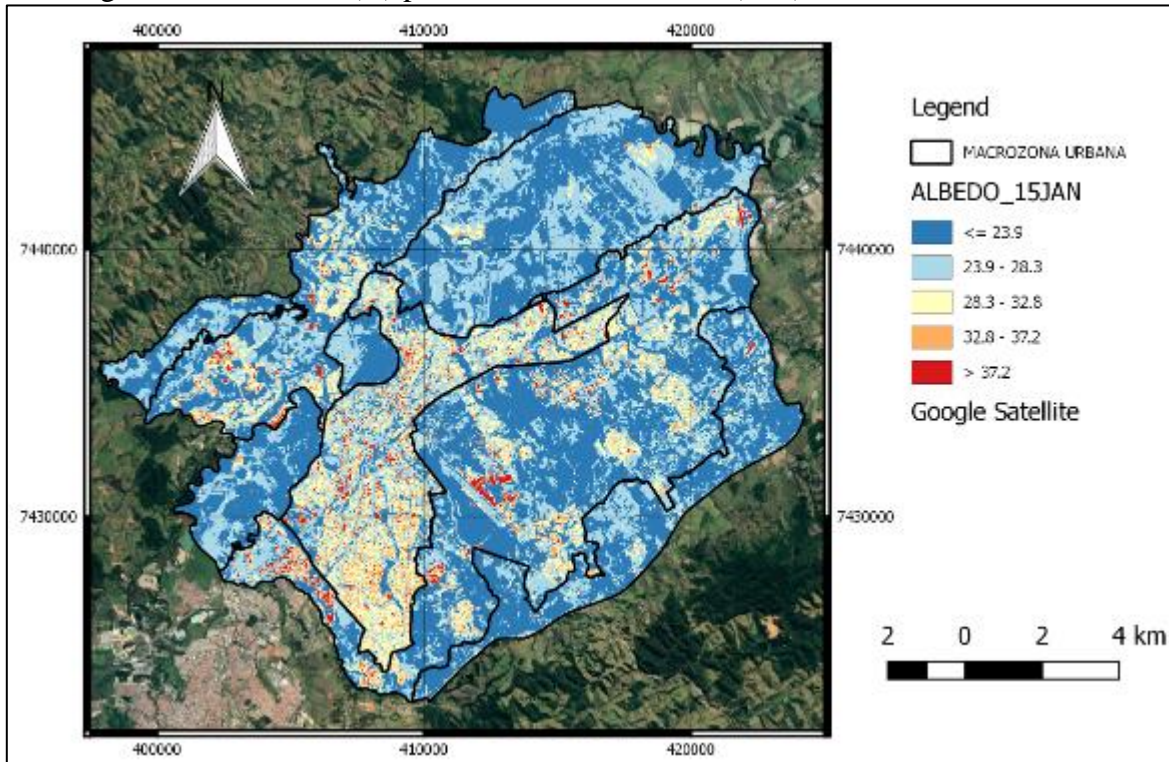 400000 410000 420000
N
7440000 7440000
7430000 7430000
400000 410000 420000
Legend
MACROZONA URBANA
ALBEDO_15JAN
<= 23.9
23.9 - 28.3
28.3 - 32.8
32.8 - 37.2
> 37.2
Google Satellite
2 0 2 4 km